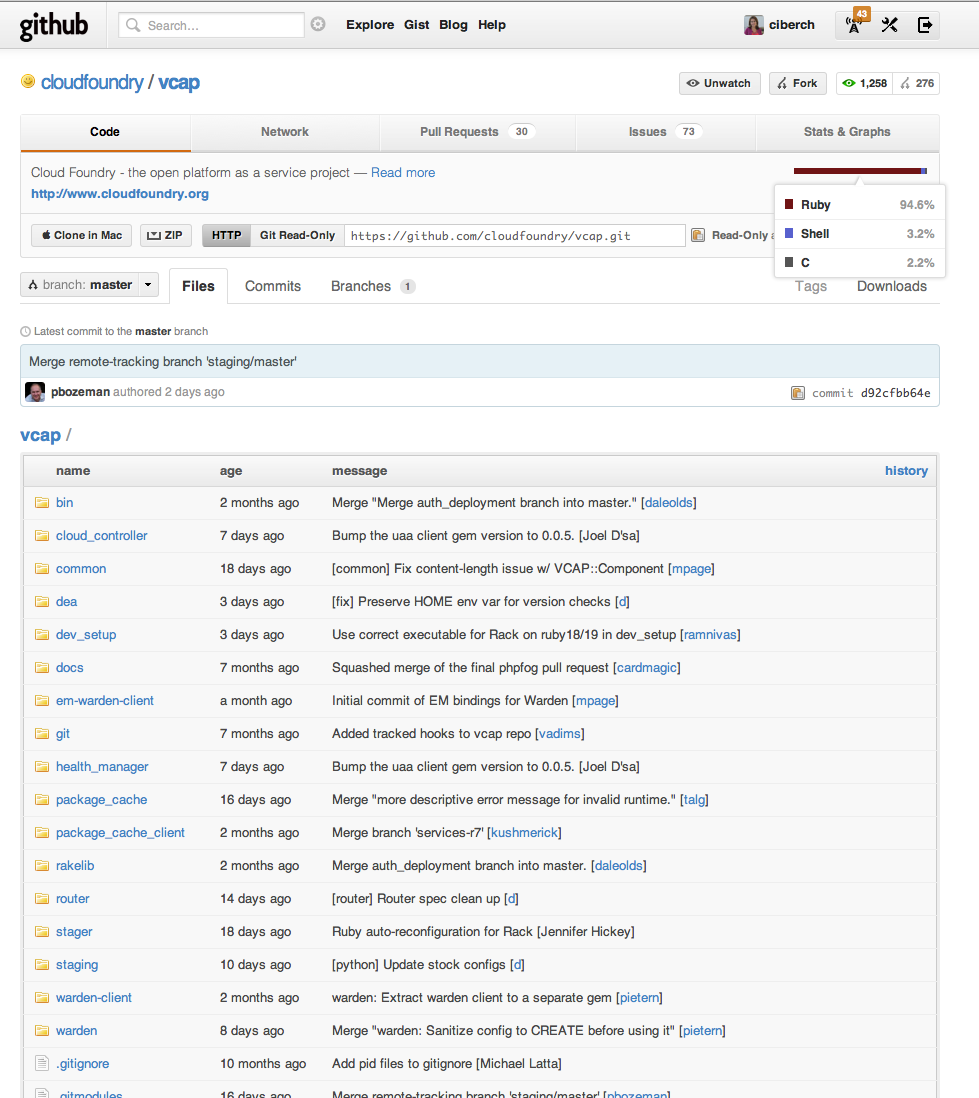 github Search... Explore Gist Blog Help ciberch 43
cloudfoundry / vcap Unwatch Fork 1,258 276
Code Network Pull Requests 30 Issues 73 Stats & Graphs
Cloud Foundry - the open platform as a service project — Read more
http://www.cloudfoundry.org
Ruby 94.6%
Shell 3.2%
C 2.2%
Clone in Mac ZIP HTTP Git Read-Only https://github.com/cloudfoundry/vcap.git Read-Only
branch: master Files Commits Branches 1 Tags Downloads
Latest commit to the master branch
Merge remote-tracking branch 'staging/master'
pbozeman authored 2 days ago commit d92cfbb64e
vcap /
name age message history
bin 2 months ago Merge "Merge auth_deployment branch into master." [daleolds]
cloud_controller 7 days ago Bump the uaa client gem version to 0.0.5. [Joel D'sa]
common 18 days ago [common] Fix content-length issue w/ VCAP::Component [mpage]
dea 3 days ago [fix] Preserve HOME env var for version checks [d]
dev_setup 3 days ago Use correct executable for Rack on ruby18/19 in dev_setup [ramnivas]
docs 7 months ago Squashed merge of the final phpfog pull request [cardmagic]
em-warden-client a month ago Initial commit of EM bindings for Warden [mpage]
git 7 months ago Added tracked hooks to vcap repo [vadims]
health_manager 7 days ago Bump the uaa client gem version to 0.0.5. [Joel D'sa]
package_cache 16 days ago Merge "more descriptive error message for invalid runtime." [talg]
package_cache_client 2 months ago Merge branch 'services-r7' [kushmerick]
rakelib 2 months ago Merge auth_deployment branch into master. [daleolds]
router 14 days ago [router] Router spec clean up [d]
stager 18 days ago Ruby auto-reconfiguration for Rack [Jennifer Hickey]
staging 10 days ago [python] Update stock configs [d]
warden-client 2 months ago warden: Extract warden client to a separate gem [pietern]
warden 8 days ago Merge "warden: Sanitize config to CREATE before using it" [pietern]
.gitignore 10 months ago Add pid files to gitignore [Michael Latta]
.gitmodules 16 days ago Merge remote-tracking branch 'staging/master' [pbozeman]